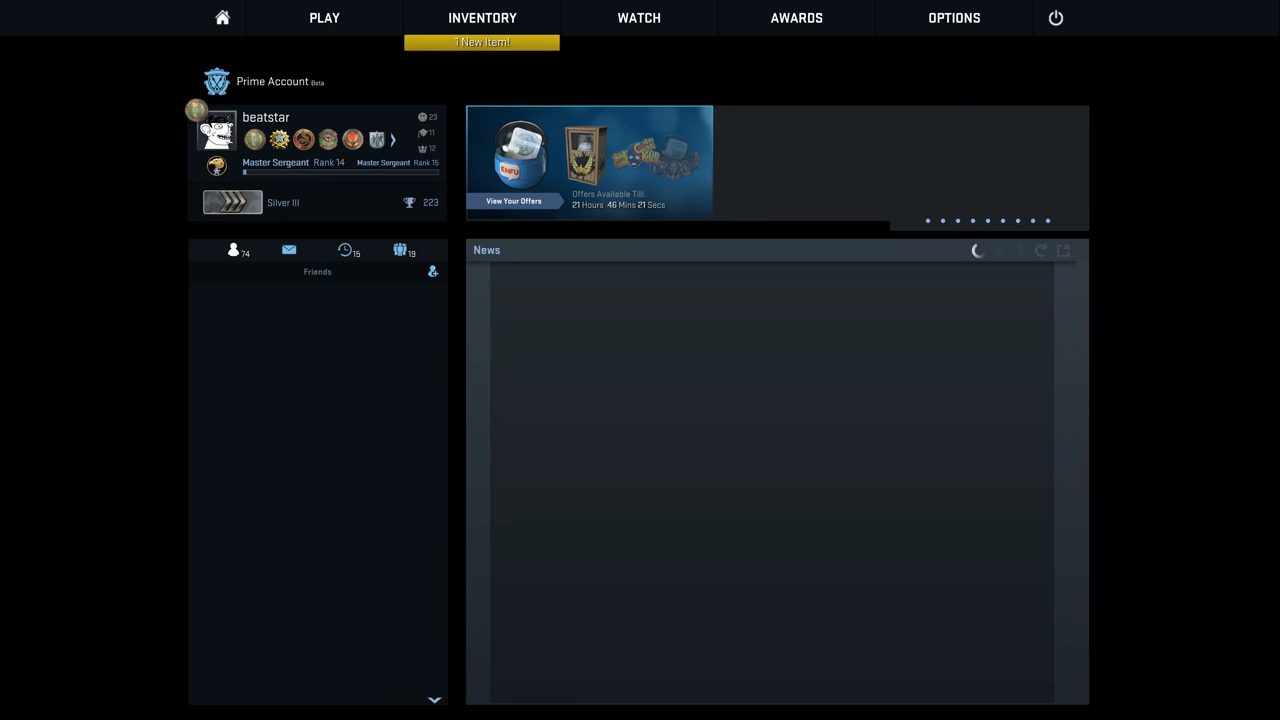 PLAY
INVENTORY
WATCH
AWARDS
OPTIONS
1 New Item!
Prime Account Beta
beatstar
23
11
12
Master Sergeant Rank 14
Master Sergeant Rank 15
Silver III
223
View Your Offers
Offers Available Till:
21 Hours 46 Mins 21 Secs
74
15
19
Friends
News